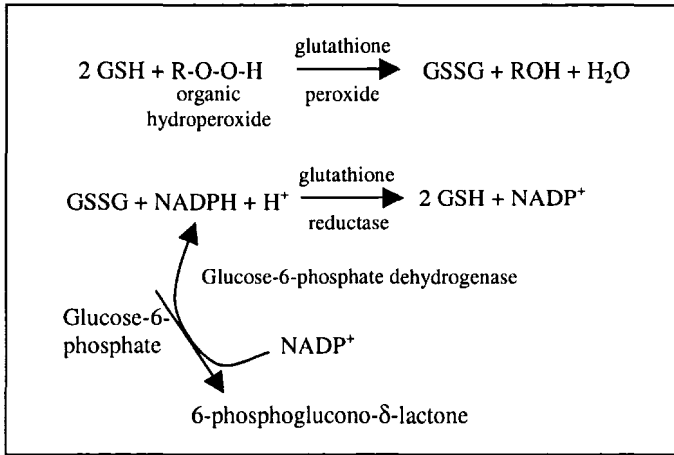 glutathione
2 GSH + R-O-O-H GSSG + ROH + H₂O
organic peroxide
hydroperoxide
glutathione
GSSG + NADPH + H⁺ 2 GSH + NADP⁺
reductase
Glucose-6-phosphate dehydrogenase
Glucose-6-
phosphate NADP⁺
6-phosphoglucono-δ-lactone